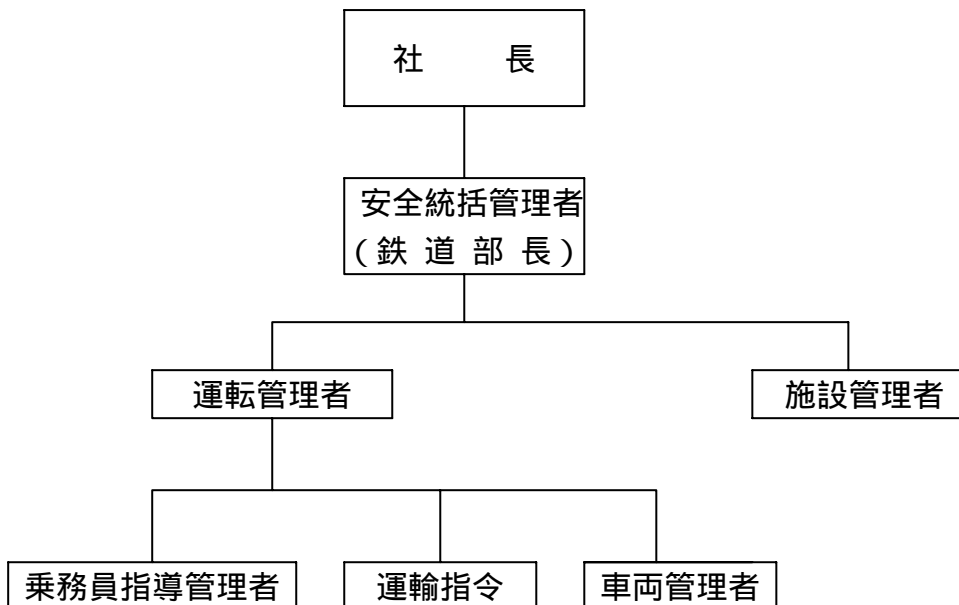 社　長
安全統括管理者
(鉄道部長)
運転管理者
施設管理者
乗務員指導管理者
運輸指令
車両管理者